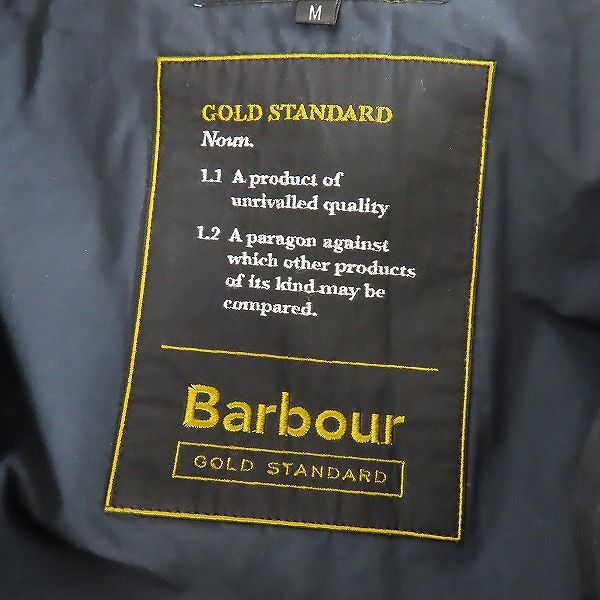 M
GOLD STANDARD
Noun.
1.1 A product of
unrivalled quality
1.2 A paragon against
which other products
of its kind may be
compared.
Barbour
GOLD STANDARD